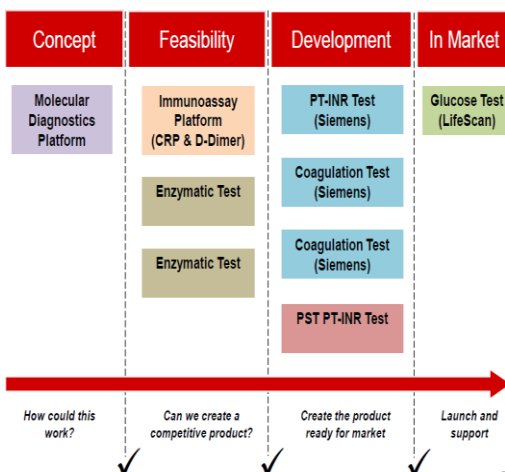 Concept
Feasibility
Development
In Market
Molecular
Diagnostics
Platform
Immunoassay
Platform
(CRP & D-Dimer)
Enzymatic Test
Enzymatic Test
PT-INR Test
(Siemens)
Coagulation Test
(Siemens)
Coagulation Test
(Siemens)
PST PT-INR Test
Glucose Test
(LifeScan)
How could this
work?
Can we create a
competitive product?
Create the product
ready for market
Launch and
support